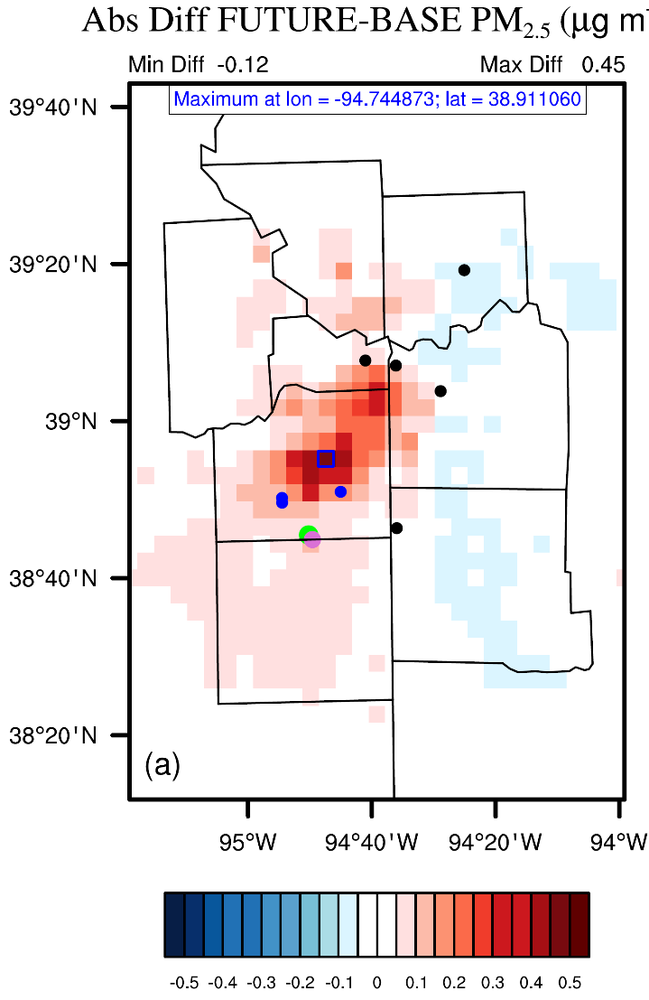 Abs Diff FUTURE-BASE PM2.5 (μg m
Min Diff -0.12 Max Diff 0.45
Maximum at lon = -94.744873; lat = 38.911060
39°40'N
39°20'N
39°N
38°40'N
38°20'N
(a)
95°W 94°40'W 94°20'W 94°W
-0.5 -0.4 -0.3 -0.2 -0.1 0 0.1 0.2 0.3 0.4 0.5